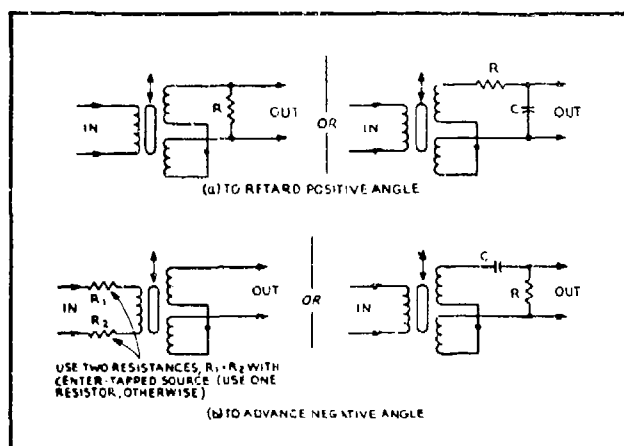 IN
R
OUT
OR
IN
R
C
OUT
(a) TO RETARD POSITIVE ANGLE
IN
R1
R2
OUT
OR
IN
C
R
OUT
USE TWO RESISTANCES, R1=R2 WITH
CENTER-TAPPED SOURCE (USE ONE
RESISTOR, OTHERWISE)
(b) TO ADVANCE NEGATIVE ANGLE